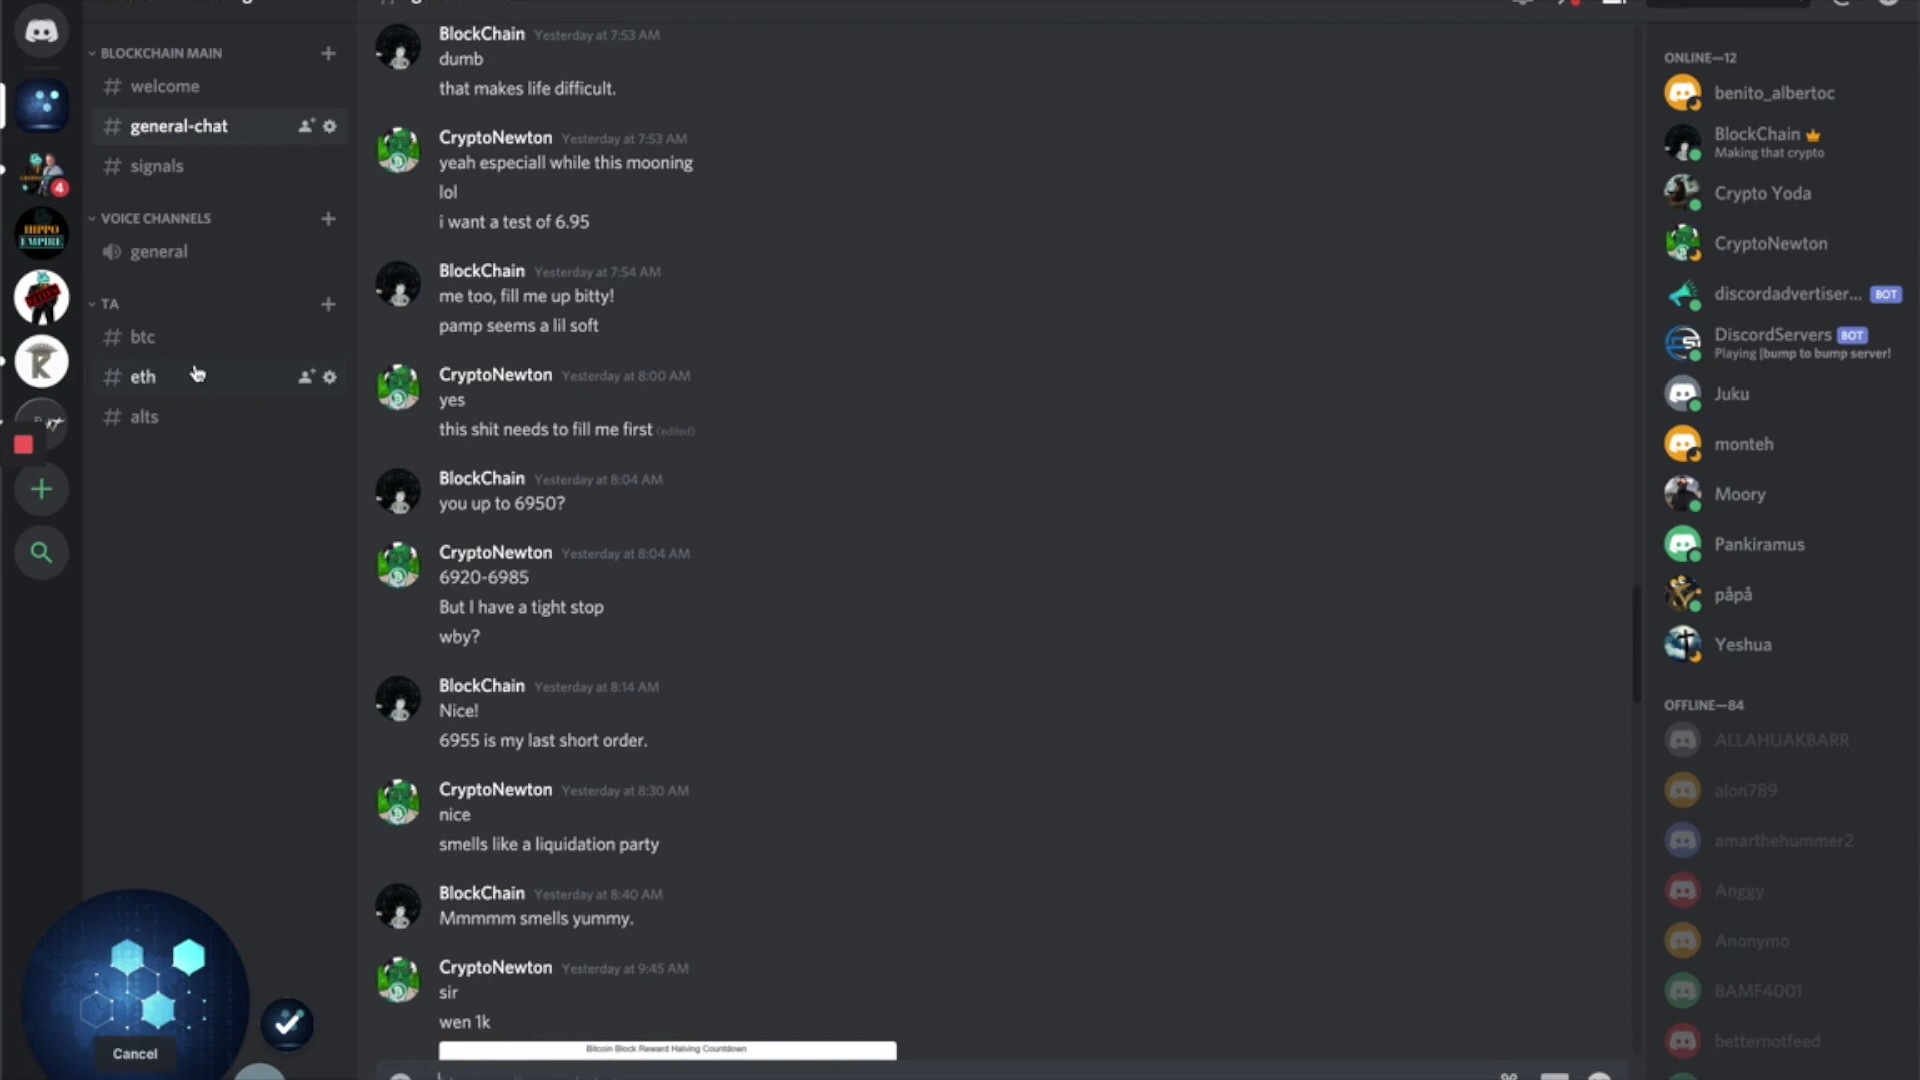 BLOCKCHAIN MAIN
welcome
general-chat
signals
VOICE CHANNELS
general
TA
btc
eth
alts
4
HIPPO
EMPIRE
R
Cancel
BlockChain Yesterday at 7:53 AM
dumb
that makes life difficult.
CryptoNewton Yesterday at 7:53 AM
yeah especiall while this mooning
lol
i want a test of 6.95
BlockChain Yesterday at 7:54 AM
me too, fill me up bitty!
pamp seems a lil soft
CryptoNewton Yesterday at 8:00 AM
yes
this shit needs to fill me first (edited)
BlockChain Yesterday at 8:04 AM
you up to 6950?
CryptoNewton Yesterday at 8:04 AM
6920-6985
But I have a tight stop
wby?
BlockChain Yesterday at 8:14 AM
Nice!
6955 is my last short order.
CryptoNewton Yesterday at 8:30 AM
nice
smells like a liquidation party
BlockChain Yesterday at 8:40 AM
Mmmmm smells yummy.
CryptoNewton Yesterday at 9:45 AM
sir
wen 1k
Bitcoin Block Reward Halving Countdown
ONLINE—12
benito_albertoc
BlockChain
Making that crypto
Crypto Yoda
CryptoNewton
discordadvertiser... BOT
DiscordServers BOT
Playing |bump to bump server!
Juku
monteh
Moory
Pankiramus
påpå
Yeshua
OFFLINE—84
ALLAHUAKBARR
alon789
amarthehummer2
Anggy
Anonymo
BAMF4001
betternotfeed